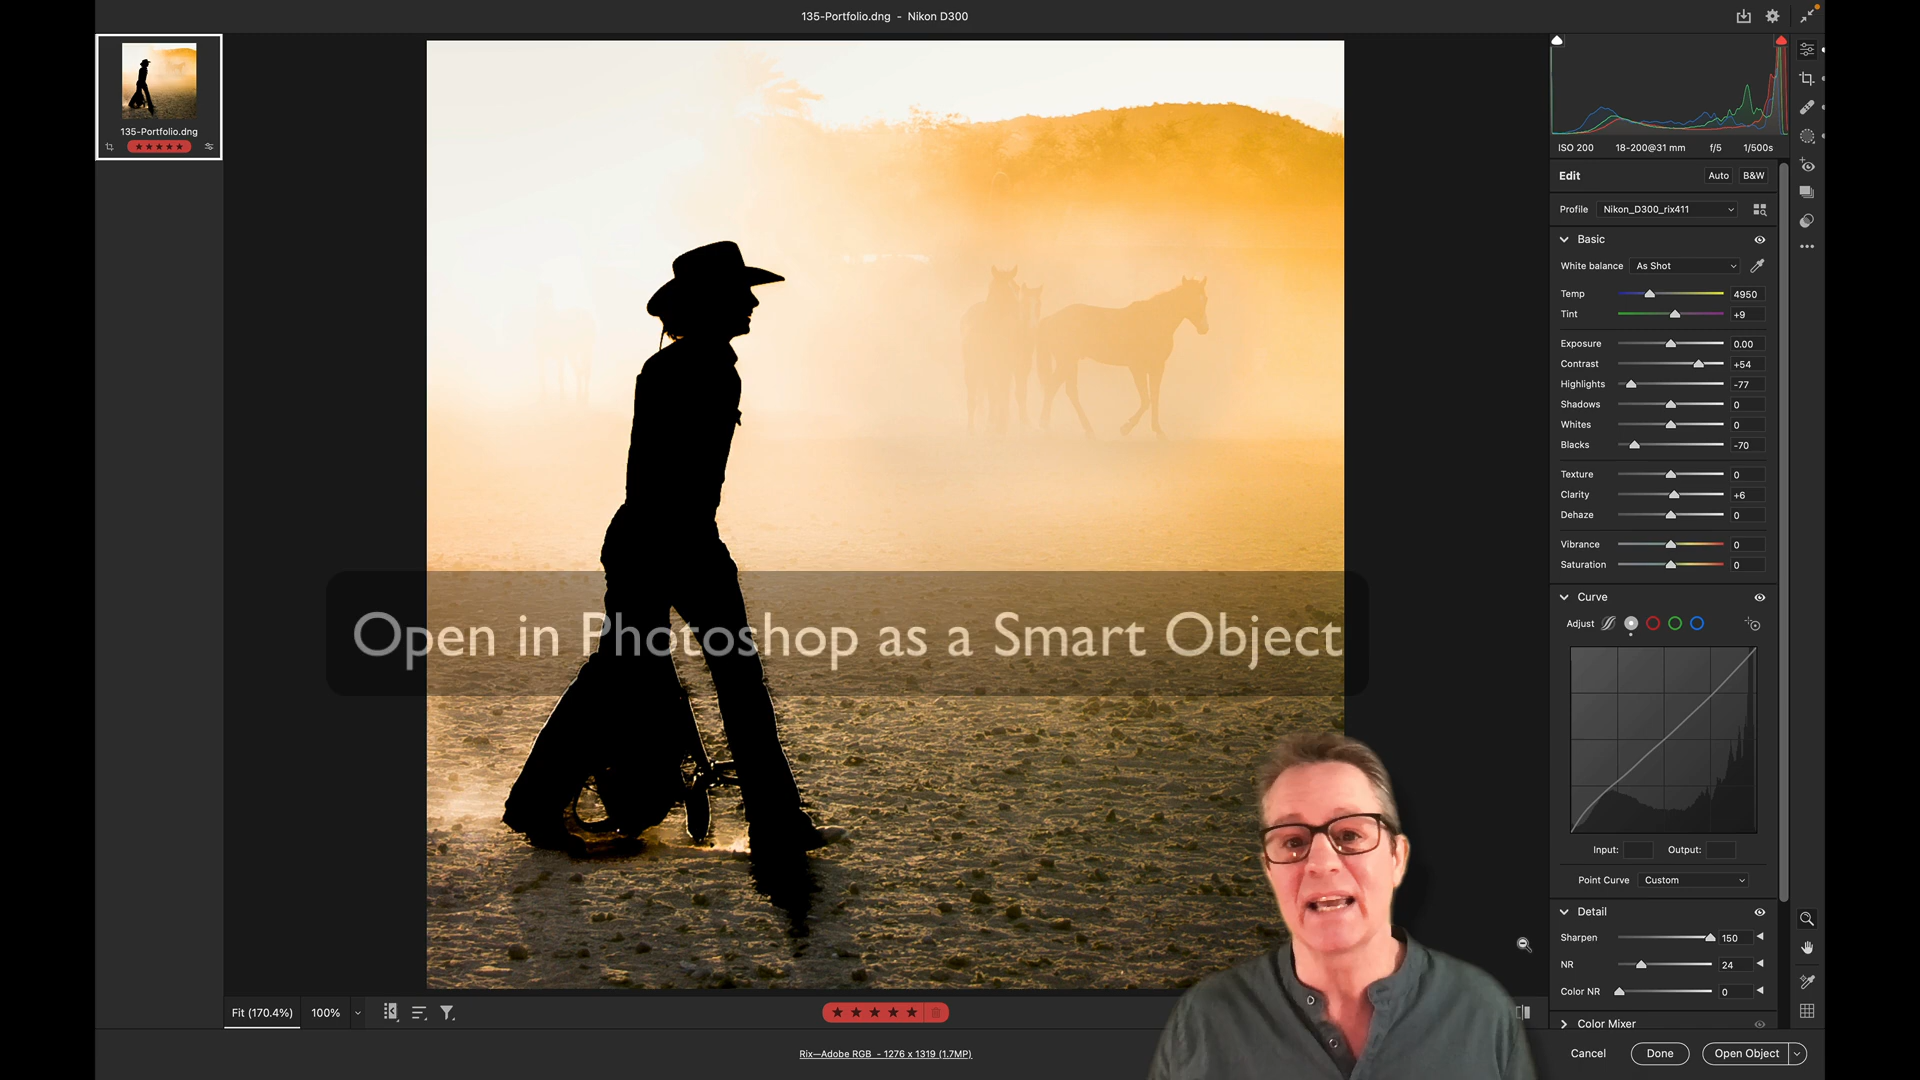 135-Portfolio.dng - Nikon D300
135-Portfolio.dng
ISO 200 18-200@31 mm f/5 1/500s
Edit Auto B&W
Profile Nikon_D300_rix411
Basic
White balance As Shot
Temp 4950
Tint +9
Exposure 0.00
Contrast +54
Highlights -77
Shadows 0
Whites 0
Blacks -70
Texture 0
Clarity +6
Dehaze 0
Vibrance 0
Saturation 0
Curve
Adjust
Open in Photoshop as a Smart Object
Input: Output:
Point Curve Custom
Detail
Sharpen 150
NR 24
Color NR 0
Color Mixer
Fit (170.4%) 100%
Rix—Adobe RGB - 1276 x 1319 (1.7MP)
Cancel Done Open Object